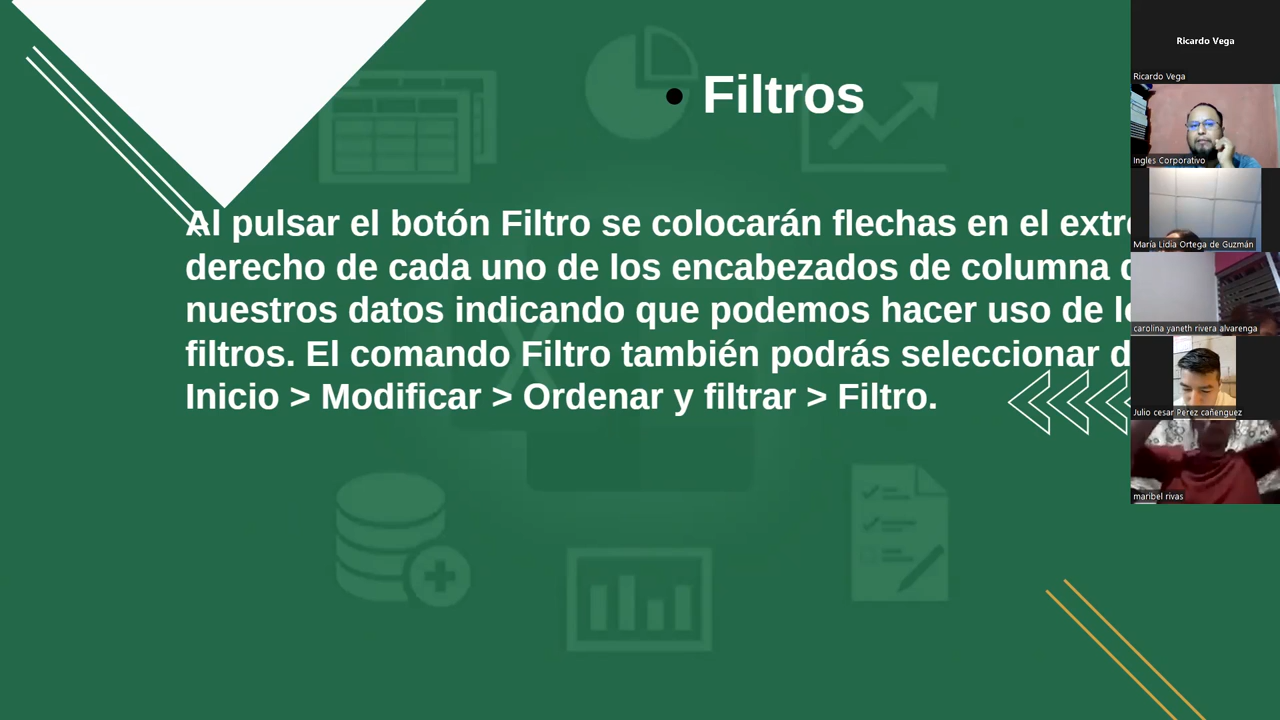 Filtros
Al pulsar el botón Filtro se colocarán flechas en el
derecho de cada uno de los encabezados de columna
nuestros datos indicando que podemos hacer uso de
filtros. El comando Filtro también podrás seleccionar
Inicio > Modificar > Ordenar y filtrar > Filtro.
Ricardo Vega
Ricardo Vega
Ingles Corporativo
María Lidia Ortega de Guzmán
carolina yaneth rivera alvarenga
Julio cesar Perez cañenguez
maribel rivas